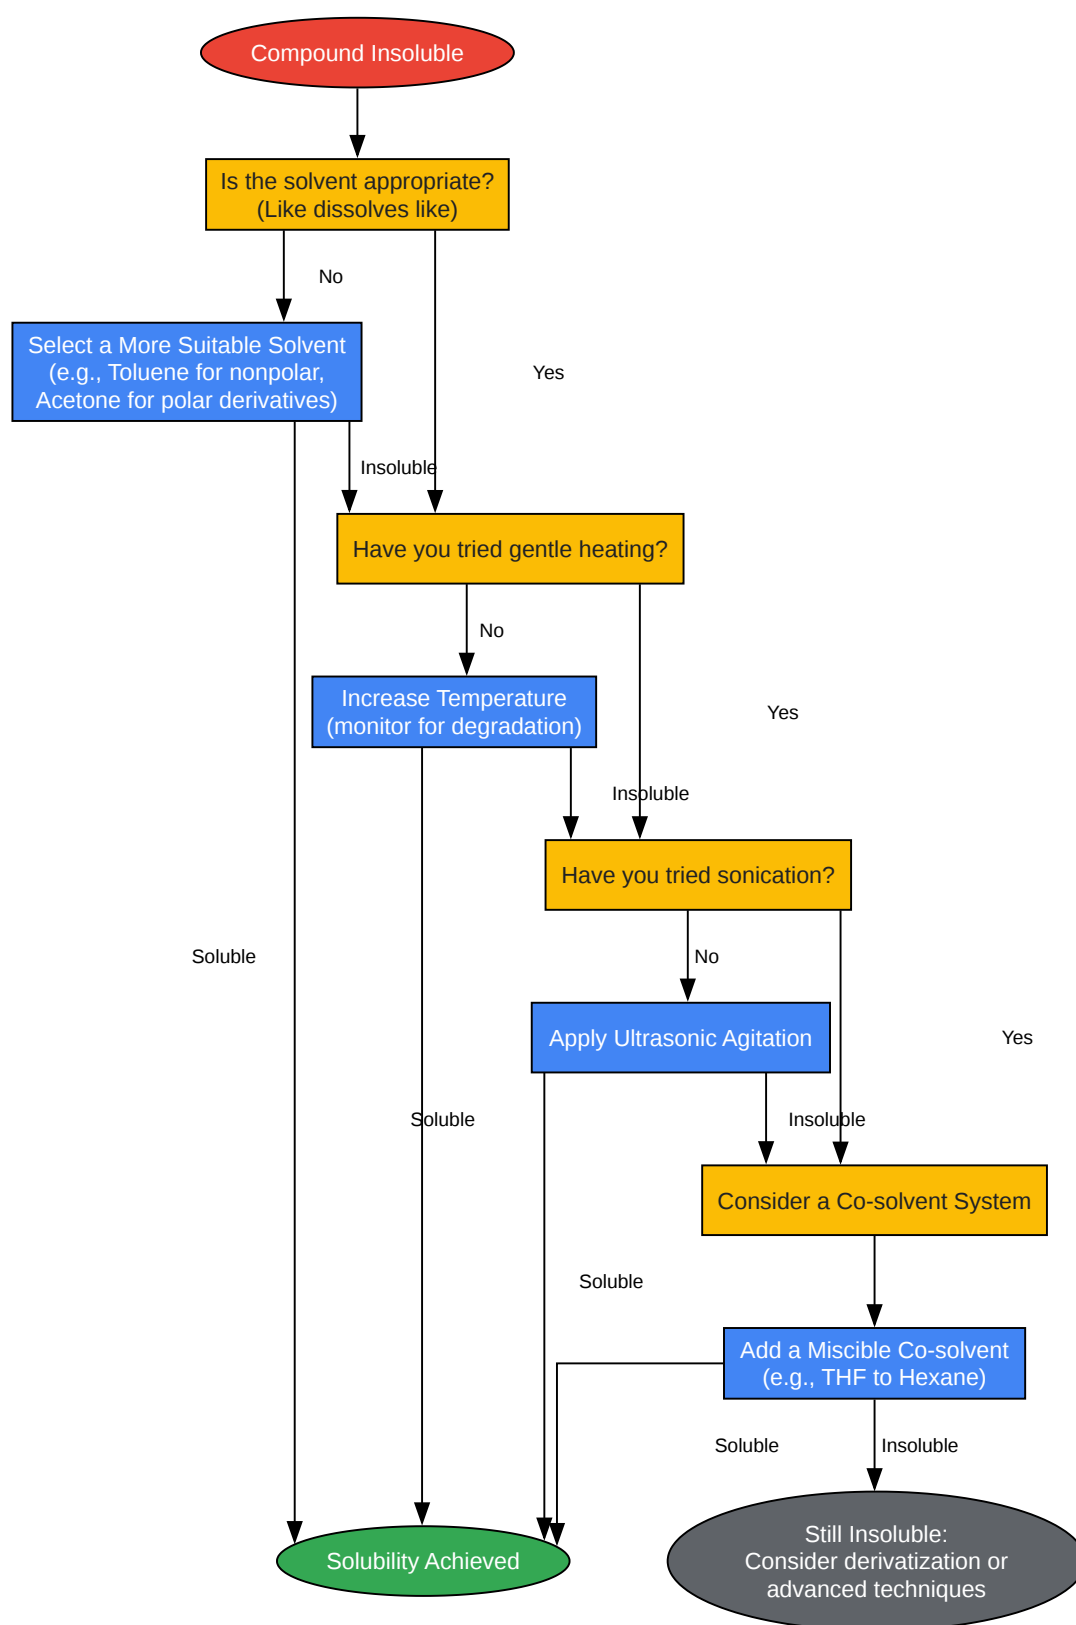 Compound Insoluble
Is the solvent appropriate?
(Like dissolves like)
No
Select a More Suitable Solvent
(e.g., Toluene for nonpolar,
Acetone for polar derivatives)
Yes
Insoluble
Have you tried gentle heating?
No
Increase Temperature
(monitor for degradation)
Yes
Insoluble
Have you tried sonication?
Soluble
No
Apply Ultrasonic Agitation
Yes
Soluble
Insoluble
Consider a Co-solvent System
Soluble
Add a Miscible Co-solvent
(e.g., THF to Hexane)
Soluble
Insoluble
Solubility Achieved
Still Insoluble:
Consider derivatization or
advanced techniques